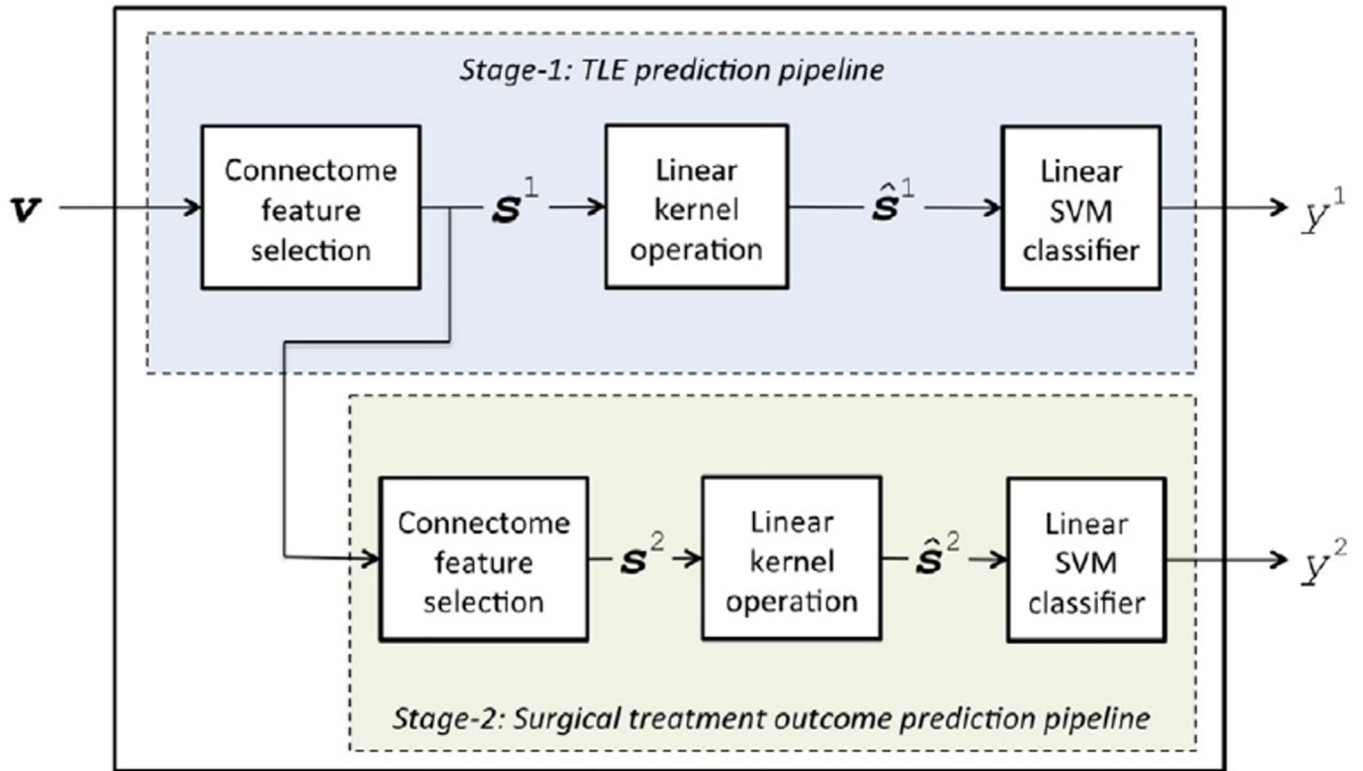 Stage-1: TLE prediction pipeline
v
Connectome
feature
selection
s¹
Linear
kernel
operation
ŝ¹
Linear
SVM
classifier
y¹
Connectome
feature
selection
s²
Linear
kernel
operation
ŝ²
Linear
SVM
classifier
y²
Stage-2: Surgical treatment outcome prediction pipeline